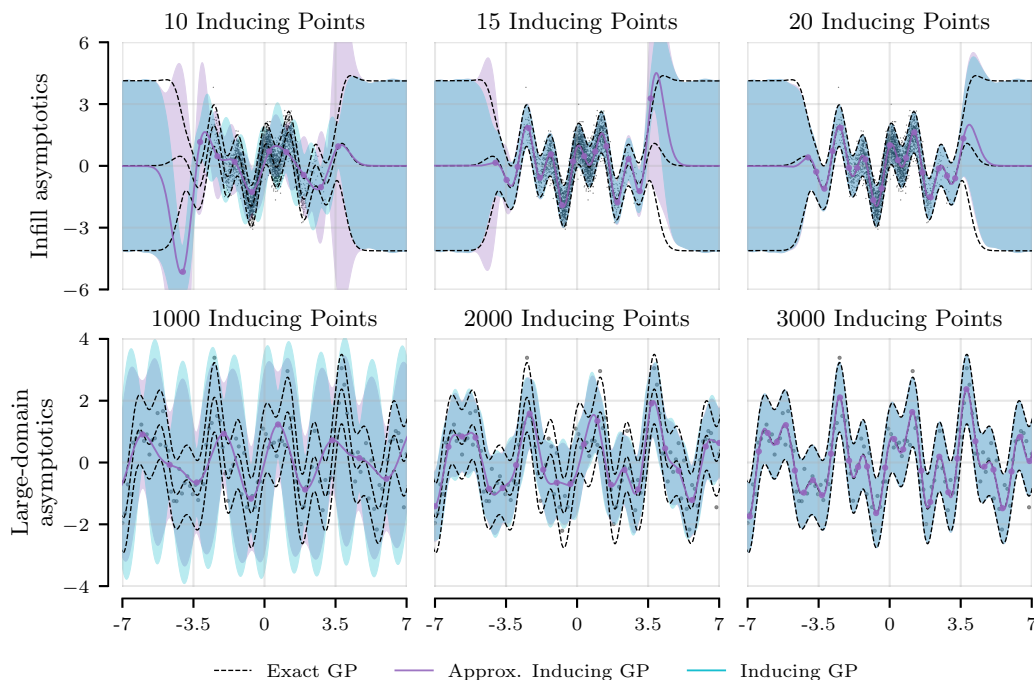 10 Inducing Points
15 Inducing Points
20 Inducing Points
Infill asymptotics
6
3
0
−3
−6
1000 Inducing Points
2000 Inducing Points
3000 Inducing Points
Large-domain
asymptotics
4
2
0
−2
−4
-7 -3.5 0 3.5 7
-7 -3.5 0 3.5 7
-7 -3.5 0 3.5 7
Exact GP
Approx. Inducing GP
Inducing GP